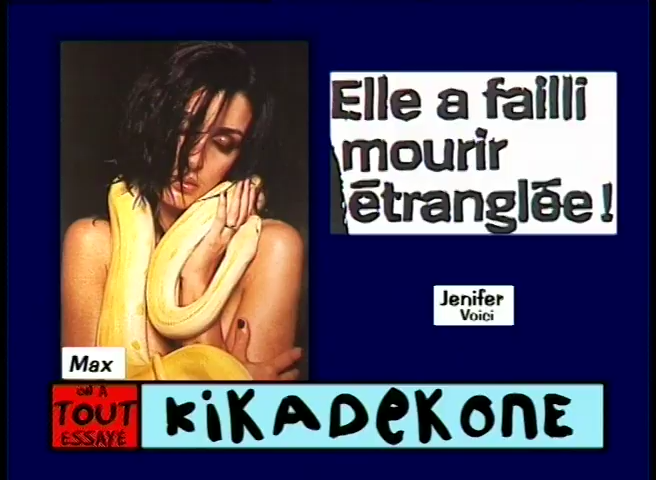 Elle a failli
mourir
étranglée !
Jenifer
Voici
Max
ON A
TOUT
ESSAYÉ
KiKADeKONE